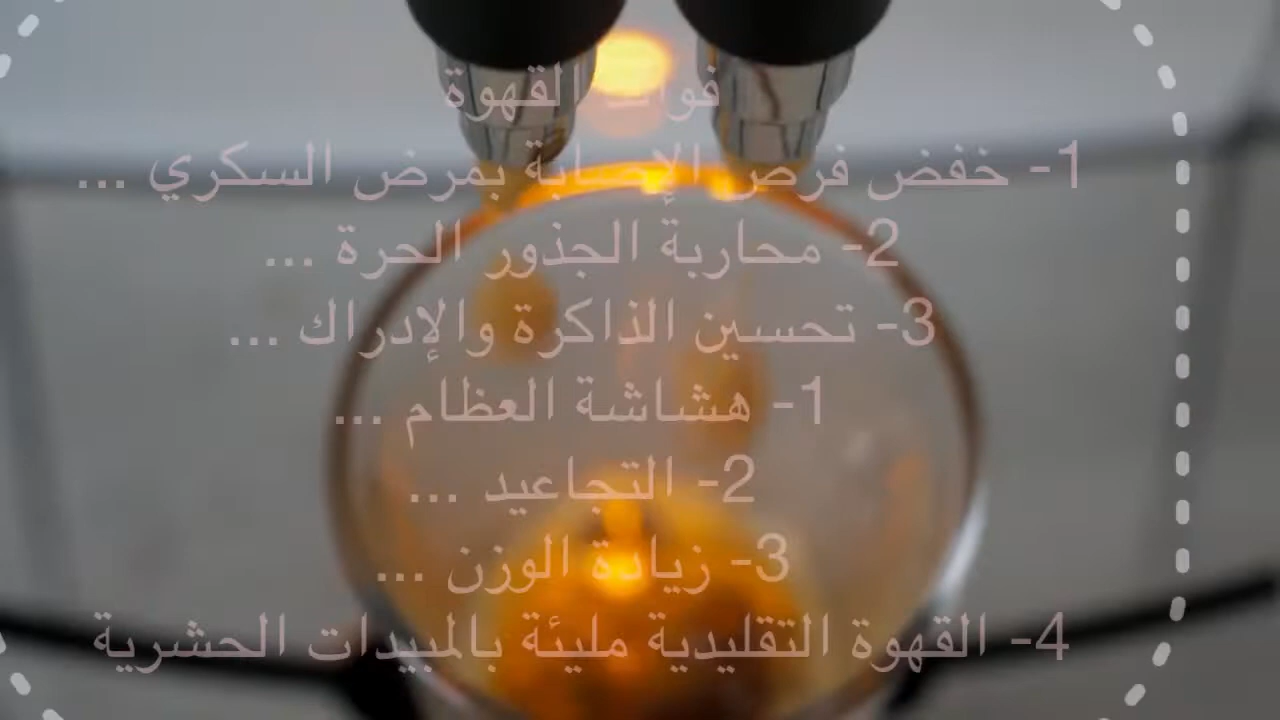 فوائد القهوة
1- خفض فرص الإصابة بمرض السكري ...
2- محاربة الجذور الحرة ...
3- تحسين الذاكرة والإدراك ...
1- هشاشة العظام ...
2- التجاعيد ...
3- زيادة الوزن ...
4- القهوة التقليدية مليئة بالمبيدات الحشرية